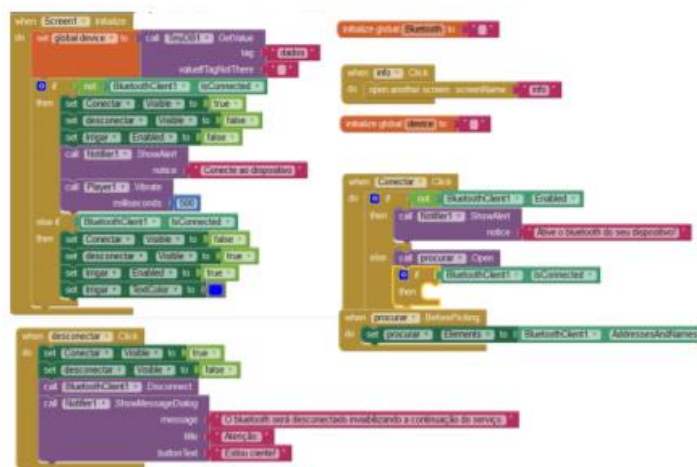 when Screen1 .Initialize
do set global device to call TinyDB1 .GetValue
tag "dados"
valueIfTagNotThere " "
if not BluetoothClient1 . IsConnected
then set Conectar . Visible to true
set desconectar . Visible to false
set Irrigar . Enabled to false
call Notifier1 .ShowAlert
notice "Conecte ao dispositivo"
call Player1 .Vibrate
milliseconds 500
else if BluetoothClient1 . IsConnected
then set Conectar . Visible to false
set desconectar . Visible to true
set Irrigar . Enabled to true
set Irrigar . TextColor to
when desconectar .Click
do set Conectar . Visible to true
set desconectar . Visible to false
call BluetoothClient1 .Disconnect
call Notifier1 .ShowMessageDialog
message "O bluetooth será desconectado inviabilizando a continuação do serviço"
title "Atenção"
buttonText "Estou ciente!"
initialize global Bluetooth to " "
when info .Click
do open another screen screenName "info"
initialize global device to " "
when Conectar .Click
do if not BluetoothClient1 . Enabled
then call Notifier1 .ShowAlert
notice "Ative o bluetooth do seu dispositivo!"
else call procurar .Open
if BluetoothClient1 . IsConnected
then
when procurar .BeforePicking
do set procurar . Elements to BluetoothClient1 . AddressesAndNames